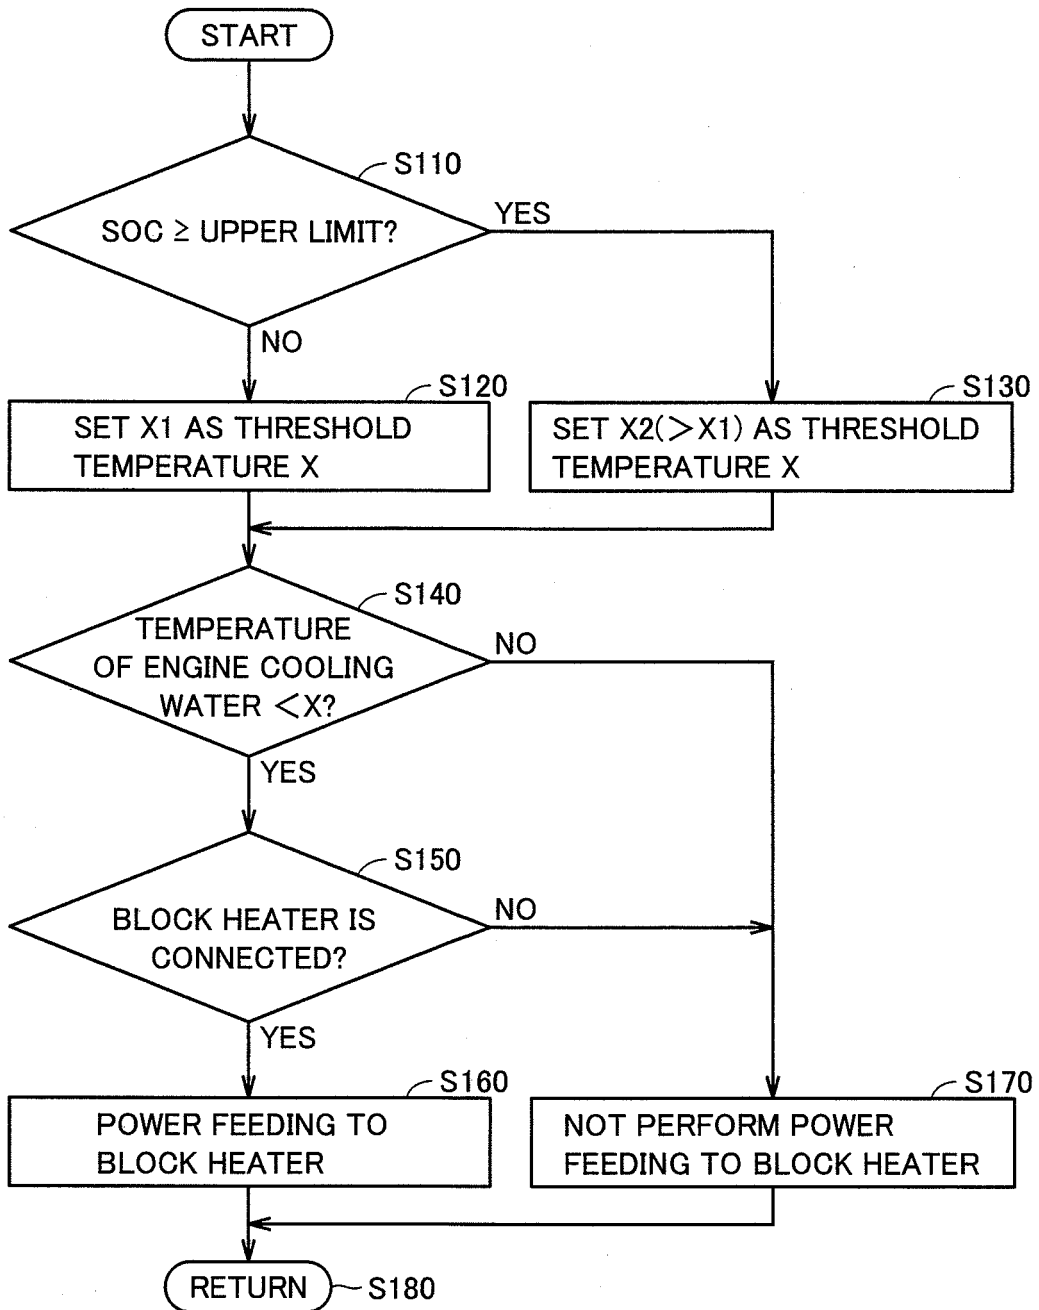 START
S110
SOC ≥ UPPER LIMIT?
YES
NO
S120
SET X1 AS THRESHOLD
TEMPERATURE X
S130
SET X2(>X1) AS THRESHOLD
TEMPERATURE X
S140
TEMPERATURE
OF ENGINE COOLING
WATER <X?
NO
YES
S150
BLOCK HEATER IS
CONNECTED?
NO
YES
S160
POWER FEEDING TO
BLOCK HEATER
S170
NOT PERFORM POWER
FEEDING TO BLOCK HEATER
RETURN
S180